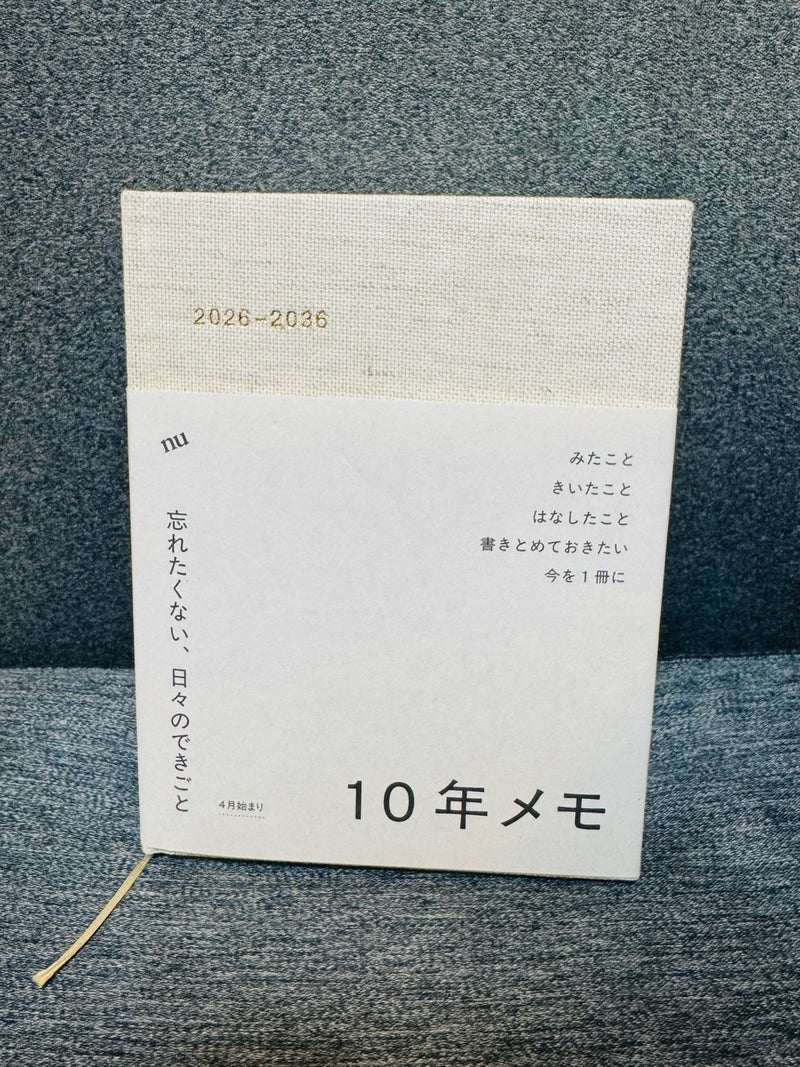 2026-2036
nu
みたこと
きいたこと
はなしたこと
書きとめておきたい
今を1冊に
忘れたくない、日々のできごと
4月始まり
10年メモ